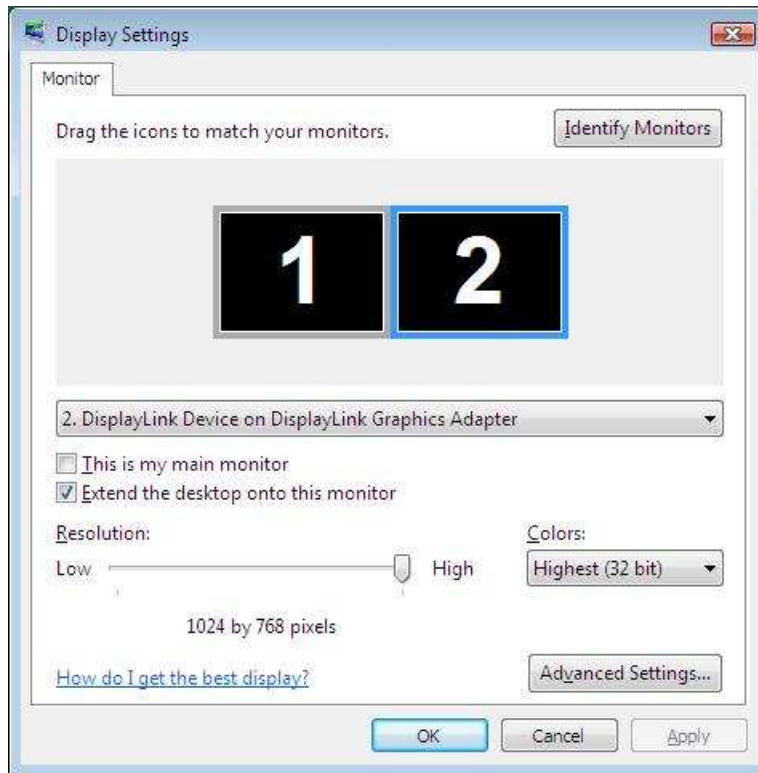 Display Settings
Monitor
Drag the icons to match your monitors.
Identify Monitors
1 2
2. DisplayLink Device on DisplayLink Graphics Adapter
This is my main monitor
Extend the desktop onto this monitor
Resolution:
Colors:
Low High
Highest (32 bit)
1024 by 768 pixels
How do I get the best display?
Advanced Settings...
OK Cancel Apply